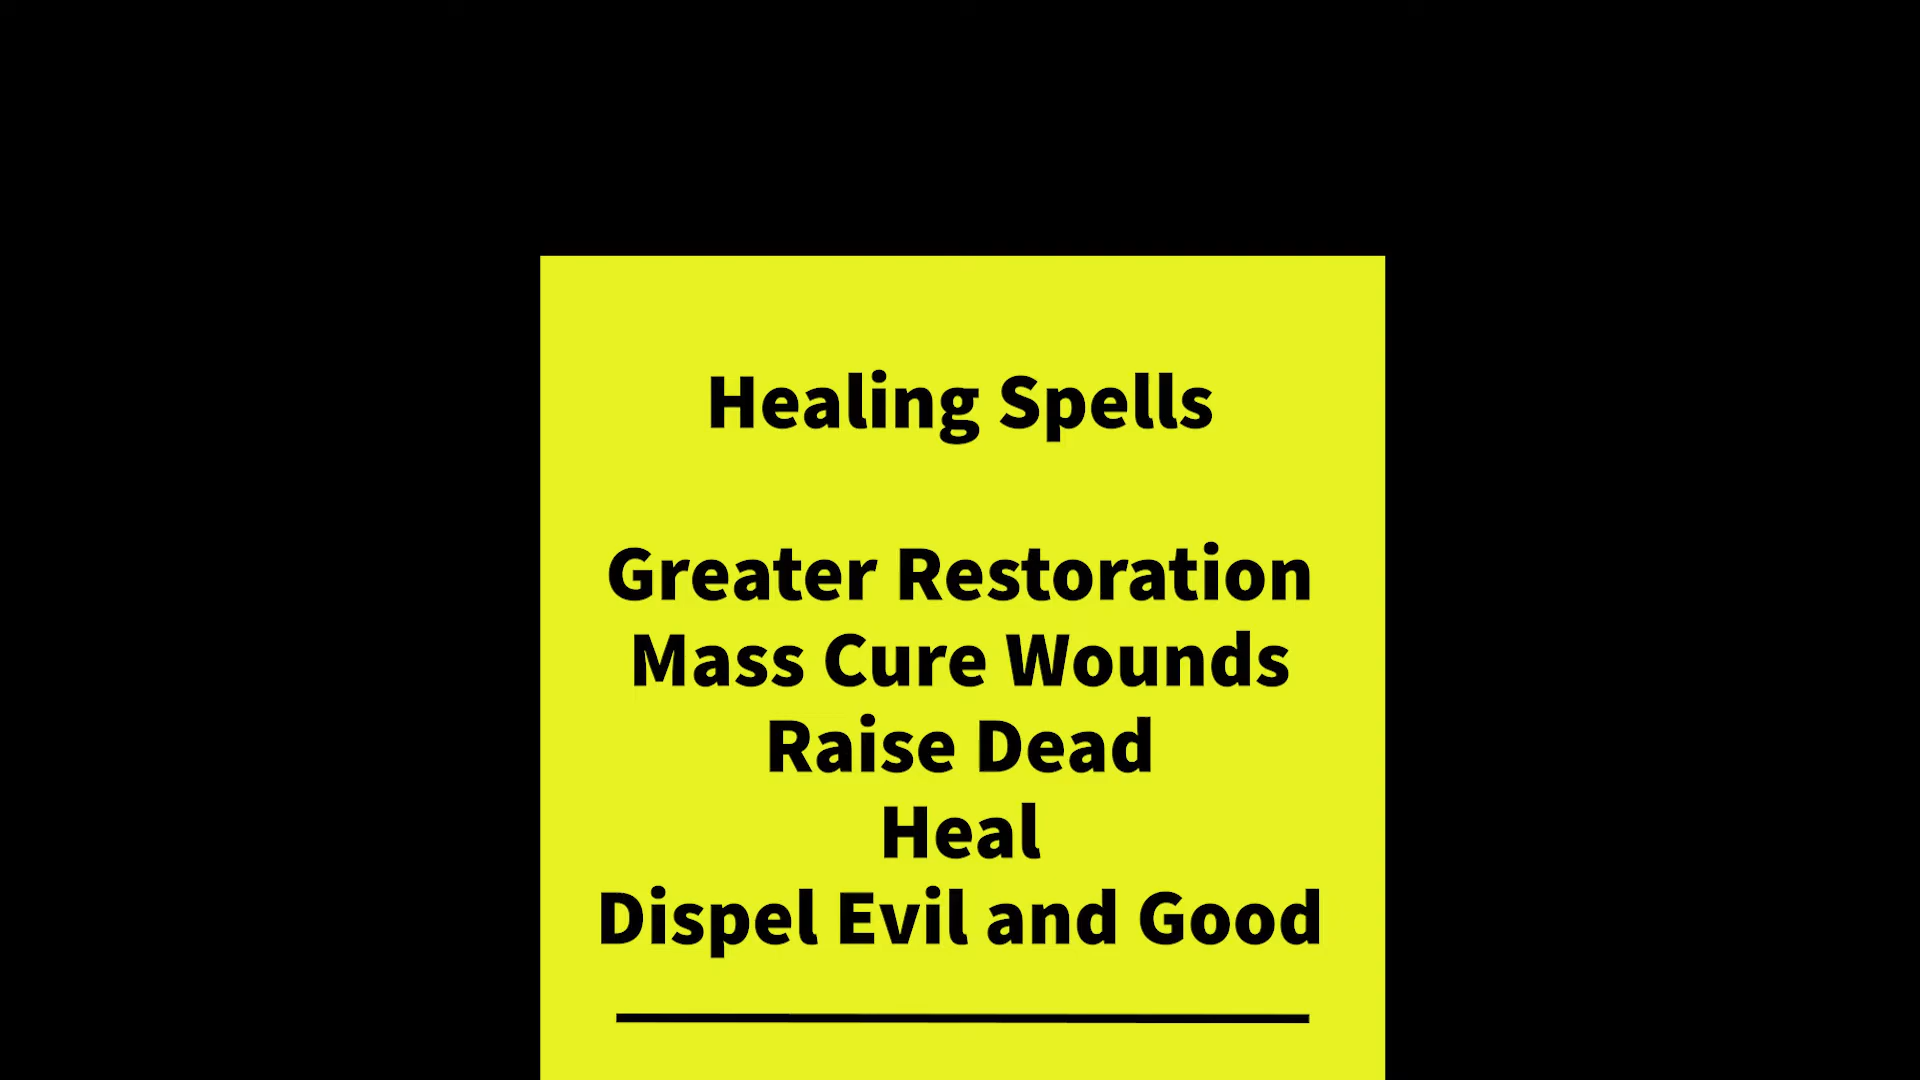 Healing Spells
Greater Restoration
Mass Cure Wounds
Raise Dead
Heal
Dispel Evil and Good